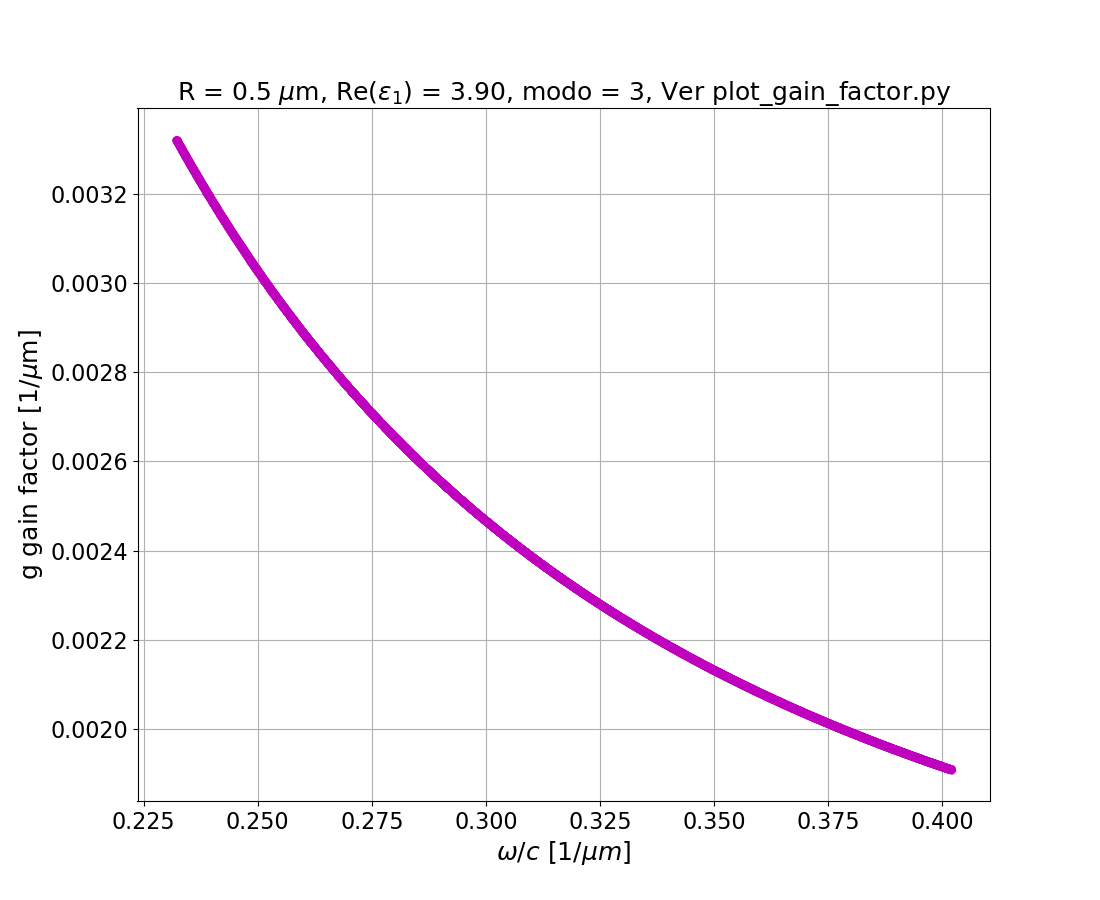 R = 0.5 μm, Re(ε₁) = 3.90, modo = 3, Ver plot_gain_factor.py
g gain factor [1/μm]
0.0032
0.0030
0.0028
0.0026
0.0024
0.0022
0.0020
0.225 0.250 0.275 0.300 0.325 0.350 0.375 0.400
ω/c [1/μm]